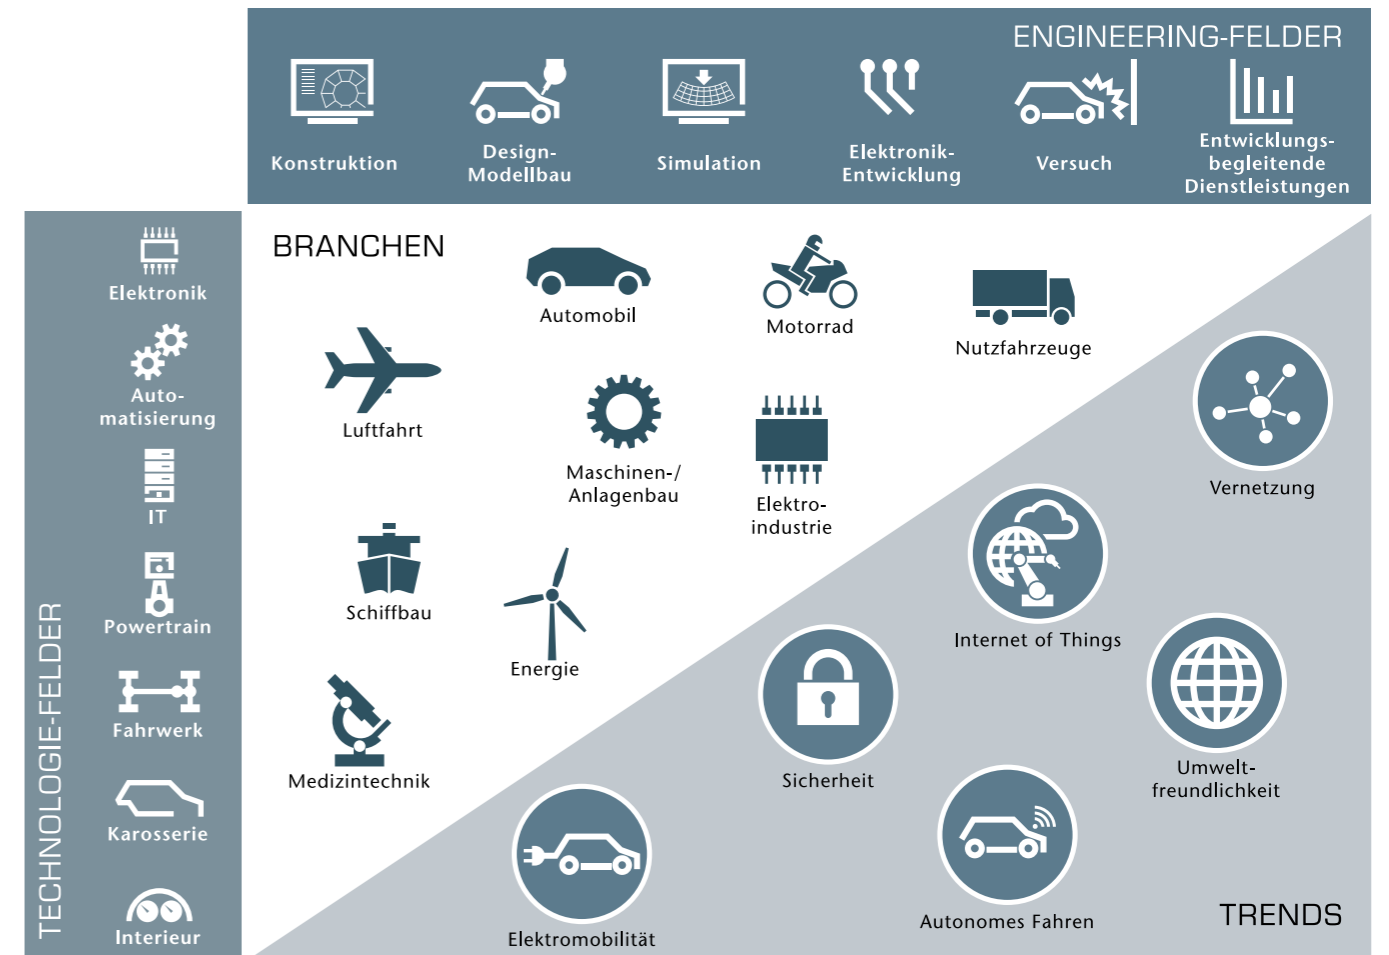 ENGINEERING-FELDER
Konstruktion
Design-
Modellbau
Simulation
Elektronik-
Entwicklung
Versuch
Entwicklungs-
begleitende
Dienstleistungen
TECHNOLOGIE-FELDER
Elektronik
Auto-
matisierung
IT
Powertrain
Fahrwerk
Karosserie
Interieur
BRANCHEN
Automobil
Motorrad
Nutzfahrzeuge
Luftfahrt
Maschinen-/
Anlagenbau
Elektro-
industrie
Schiffbau
Energie
Medizintechnik
Vernetzung
Internet of Things
Sicherheit
Umwelt-
freundlichkeit
Elektromobilität
Autonomes Fahren
TRENDS